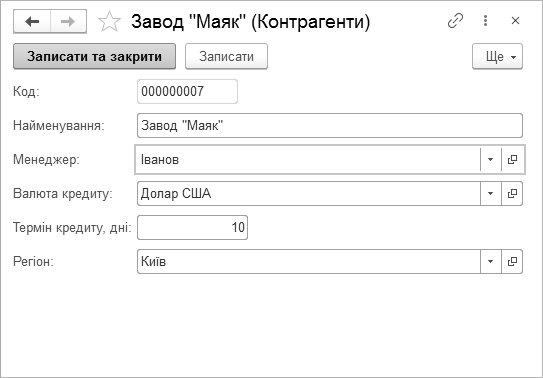 Завод "Маяк" (Контрагенти)
Записати та закрити Записати Ще
Код: 000000007
Найменування: Завод "Маяк"
Менеджер: Іванов
Валюта кредиту: Долар США
Термін кредиту, дні: 10
Регіон: Київ